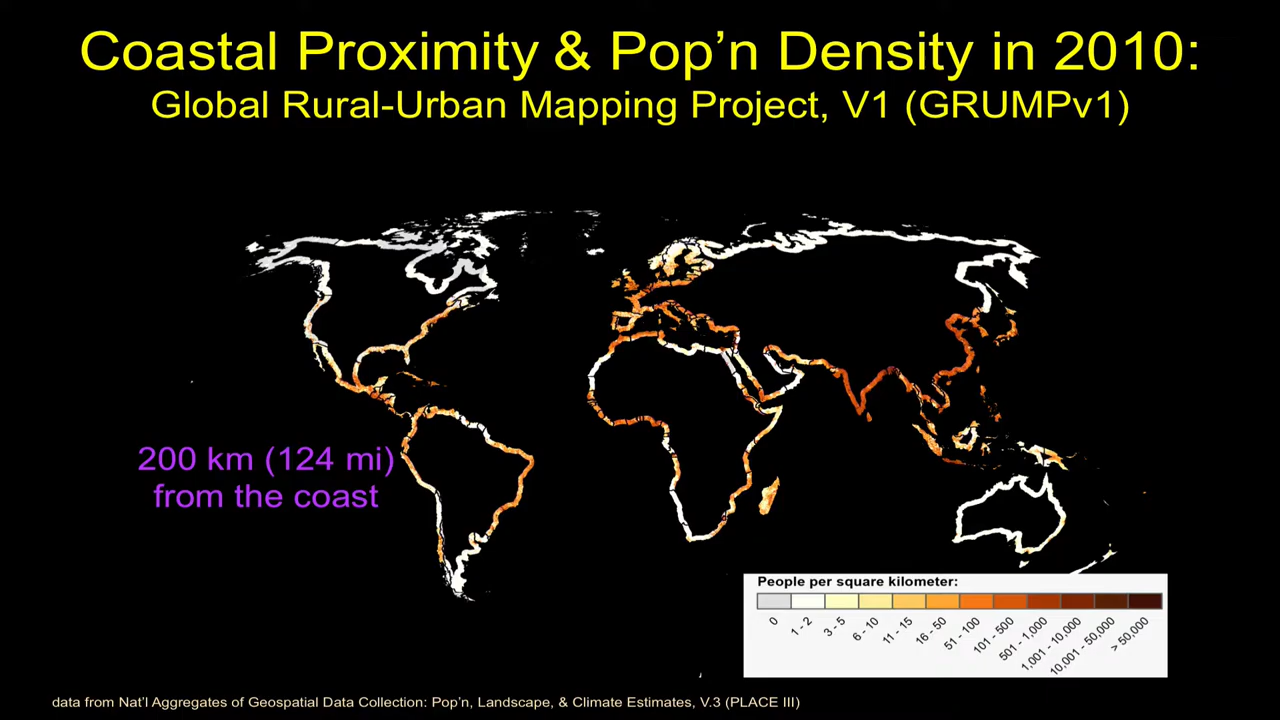 Coastal Proximity & Pop’n Density in 2010:
Global Rural-Urban Mapping Project, V1 (GRUMPv1)
200 km (124 mi)
from the coast
People per square kilometer:
0
1 - 2
3 - 5
6 - 10
11 - 15
16 - 50
51 - 100
101 - 500
501 - 1,000
1,001 - 10,000
10,001 - 50,000
> 50,000
data from Nat’l Aggregates of Geospatial Data Collection: Pop’n, Landscape, & Climate Estimates, V.3 (PLACE III)